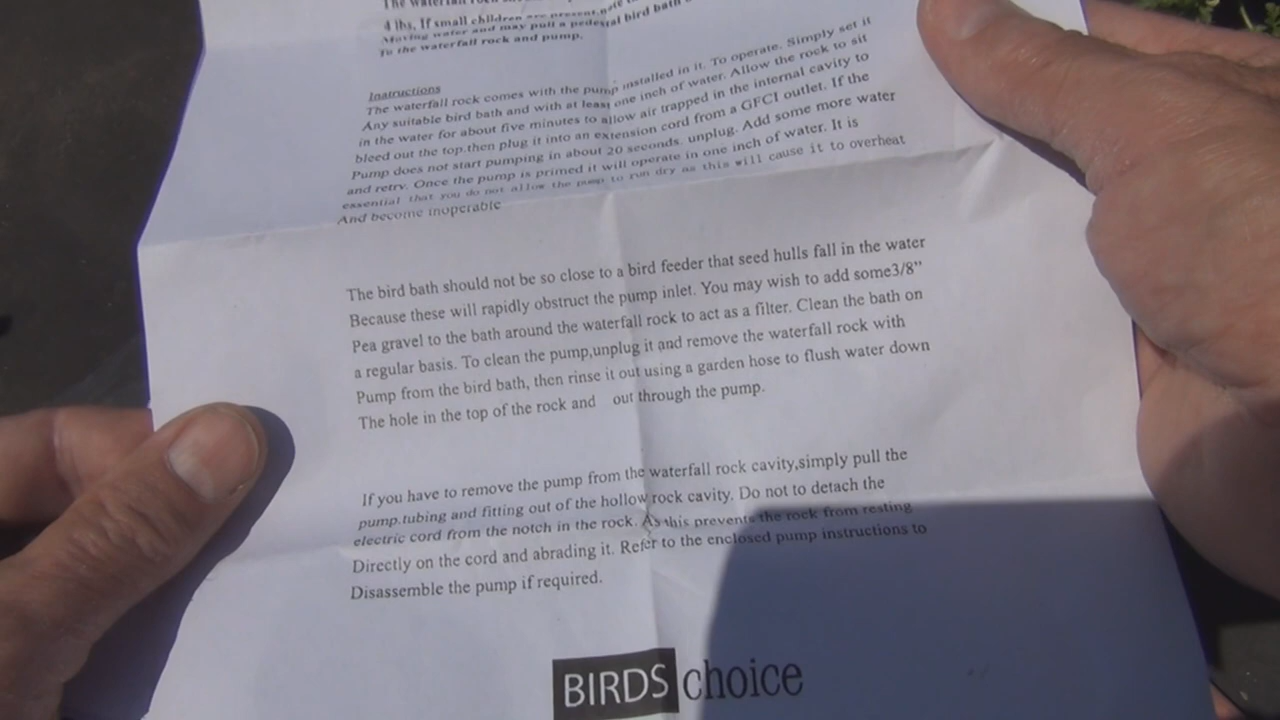 The waterfall rock
4 lbs. If small children are present, note
Moving water and may pull a pedestal bird bath
To the waterfall rock and pump.
Instructions
The waterfall rock comes with the pump installed in it. To operate. Simply set it
Any suitable bird bath and with at least one inch of water. Allow the rock to sit
in the water for about five minutes to allow air trapped in the internal cavity to
bleed out the top.then plug it into an extension cord from a GFCI outlet. If the
Pump does not start pumping in about 20 seconds. unplug. Add some more water
and retry. Once the pump is primed it will operate in one inch of water. It is
essential that you do not allow the pump to run dry as this will cause it to overheat
And become inoperable
The bird bath should not be so close to a bird feeder that seed hulls fall in the water
Because these will rapidly obstruct the pump inlet. You may wish to add some3/8”
Pea gravel to the bath around the waterfall rock to act as a filter. Clean the bath on
a regular basis. To clean the pump,unplug it and remove the waterfall rock with
Pump from the bird bath, then rinse it out using a garden hose to flush water down
The hole in the top of the rock and out through the pump.
If you have to remove the pump from the waterfall rock cavity,simply pull the
pump.tubing and fitting out of the hollow rock cavity. Do not to detach the
electric cord from the notch in the rock. As this prevents the rock from resting
Directly on the cord and abrading it. Refer to the enclosed pump instructions to
Disassemble the pump if required.
BIRDS choice